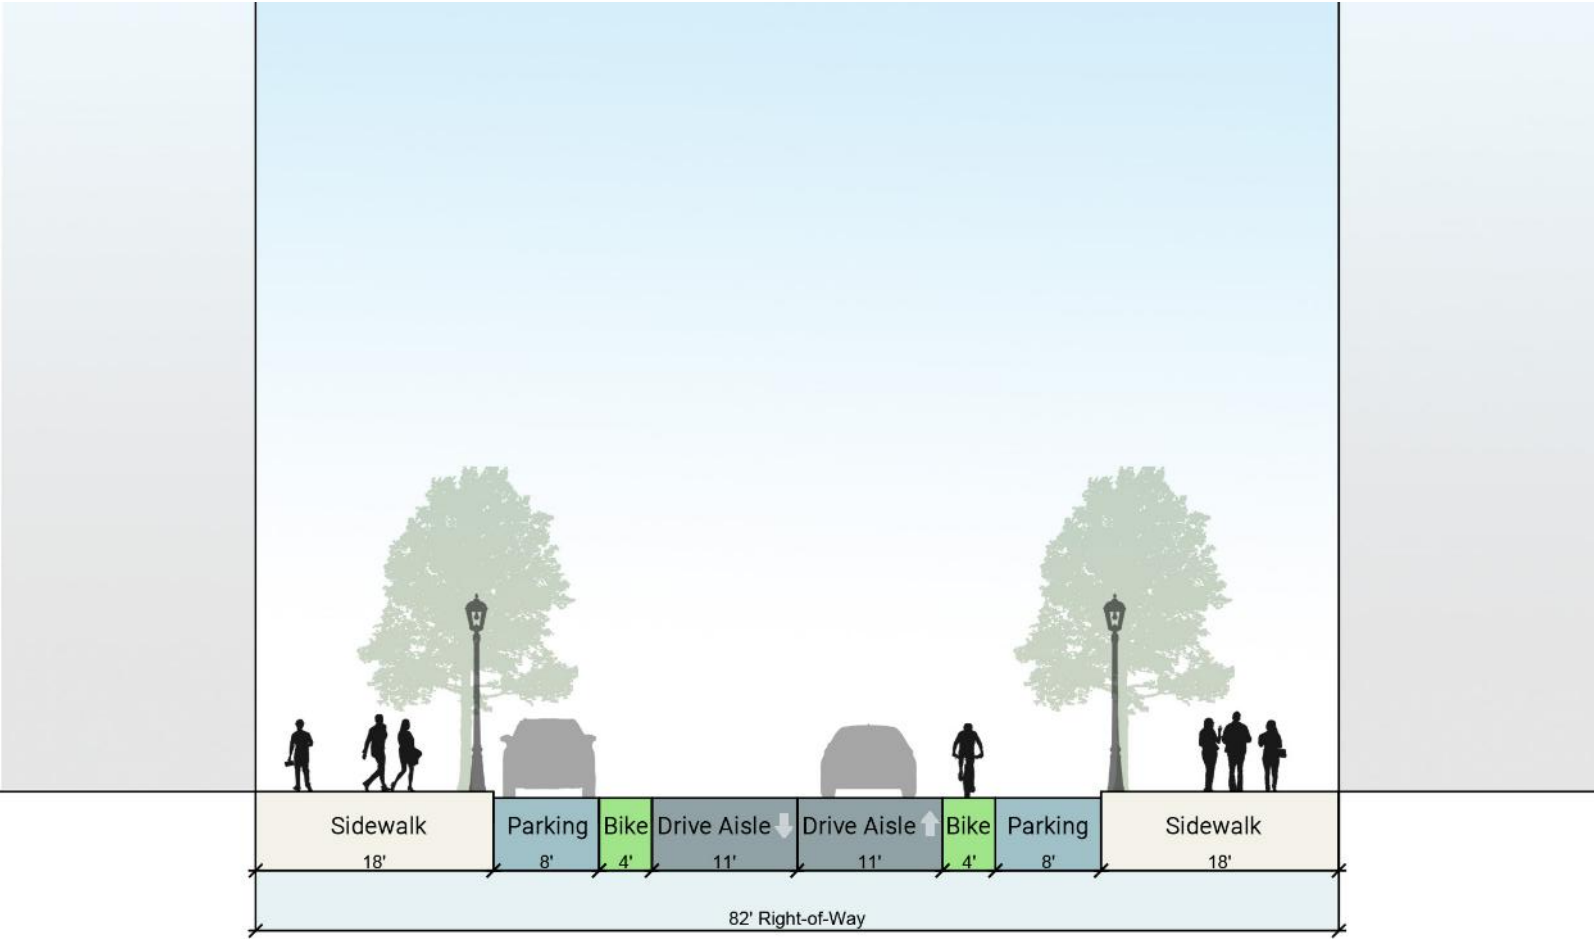 Sidewalk
Parking
Bike
Drive Aisle
Drive Aisle
Bike
Parking
Sidewalk
18'
8'
4'
11'
11'
4'
8'
18'
82' Right-of-Way